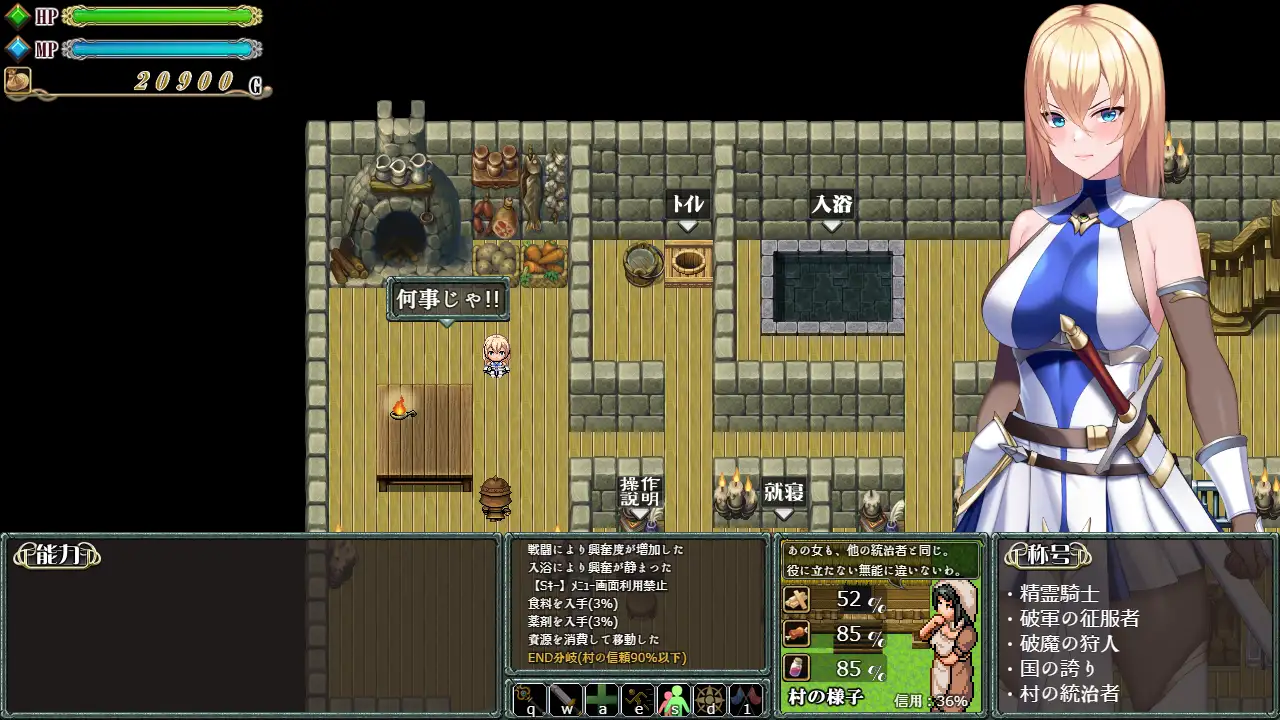 HP
MP
20900 G
トイレ
入浴
何事じゃ!!
操作
説明
就寝
能力
戦闘により興奮度が増加した
入浴により興奮が静まった
【Sキー】メニュー画面利用禁止
食料を入手(3%)
薬剤を入手(3%)
資源を消費して移動した
END分岐(村の信頼90%以下)
q w a e s d 1
あの女も、他の統治者と同じ。
役に立たない無能に違いないわ。
52 %
85 %
85 %
村の様子
信用:36%
称号
・精霊騎士
・破軍の征服者
・破魔の狩人
・国の誇り
・村の統治者